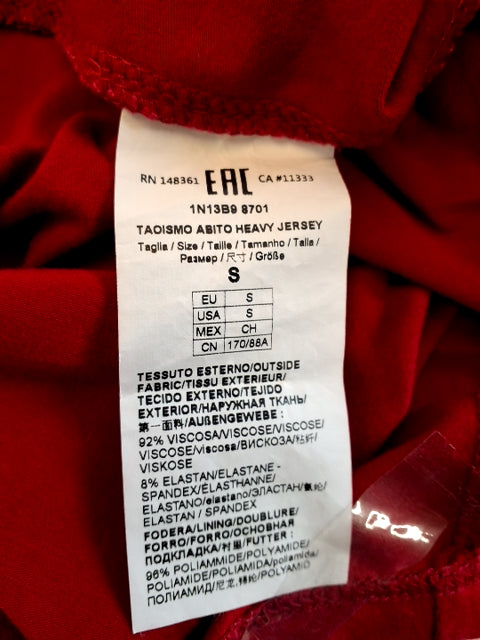 RN 148361 EAC CA #11333
1N13B9 8701
TAOISMO ABITO HEAVY JERSEY
Taglia / Size / Taille / Tamanho / Talla /
Размер / 尺寸 / Größe
S
EU S
USA S
MEX CH
CN 170/88A
TESSUTO ESTERNO/OUTSIDE
FABRIC/TISSU EXTERIEUR/
TECIDO EXTERNO/TEJIDO
EXTERIOR/НАРУЖНАЯ ТКАНЬ/
第一面料/AUßENGEWEBE :
92% VISCOSA/VISCOSE/VISCOSE/
VISCOSE/viscosa/ВИСКОЗА/粘纤/
VISKOSE
8% ELASTAN/ELASTANE -
SPANDEX/ÉLASTHANNE/
ELASTANO/elastano/ЭЛАСТАН/氨纶/
ELASTAN / SPANDEX
FODERA/LINING/DOUBLURE/
FORRO/FORRO/ОСНОВНАЯ
ПОДКЛАДКА/衬里/FUTTER :
96% POLIAMMIDE/POLYAMIDE/
POLIAMIDE/POLIAMIDA/poliamida/
ПОЛИАМИД/尼龙, 锦纶/POLYAMID